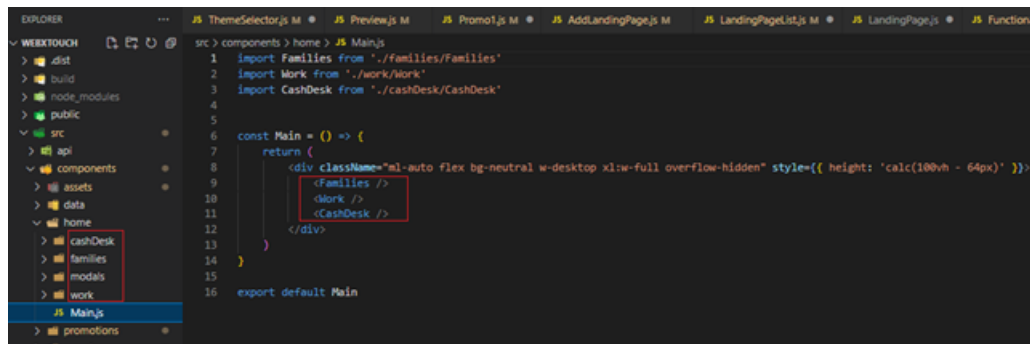 EXPLORER
JS ThemeSelector.js M
JS Preview.js M
JS Promo1.js M
JS AddLandingPage.js M
JS LandingPageList.js M
JS LandingPage.js
JS Function
WEBXTOUCH
src > components > home > JS Main.js
> .dist
> build
> node_modules
> public
src
> api
components
> assets
> data
home
> cashDesk
> families
> modals
> work
JS Main.js
> promotions
1 import Families from './families/Families'
2 import Work from './work/Work'
3 import CashDesk from './cashDesk/CashDesk'
4
5
6 const Main = () => {
7 return (
8 <div className="ml-auto flex bg-neutral w-desktop xl:w-full overflow-hidden" style={{ height: 'calc(100vh - 64px)' }}>
9 <Families />
10 <Work />
11 <CashDesk />
12 </div>
13 )
14 }
15
16 export default Main